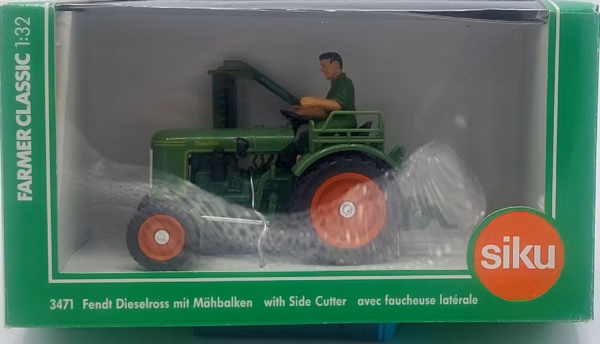 FARMER CLASSIC 1:32
siku
3471 Fendt Dieselross mit Mähbalken with Side Cutter avec faucheuse latérale